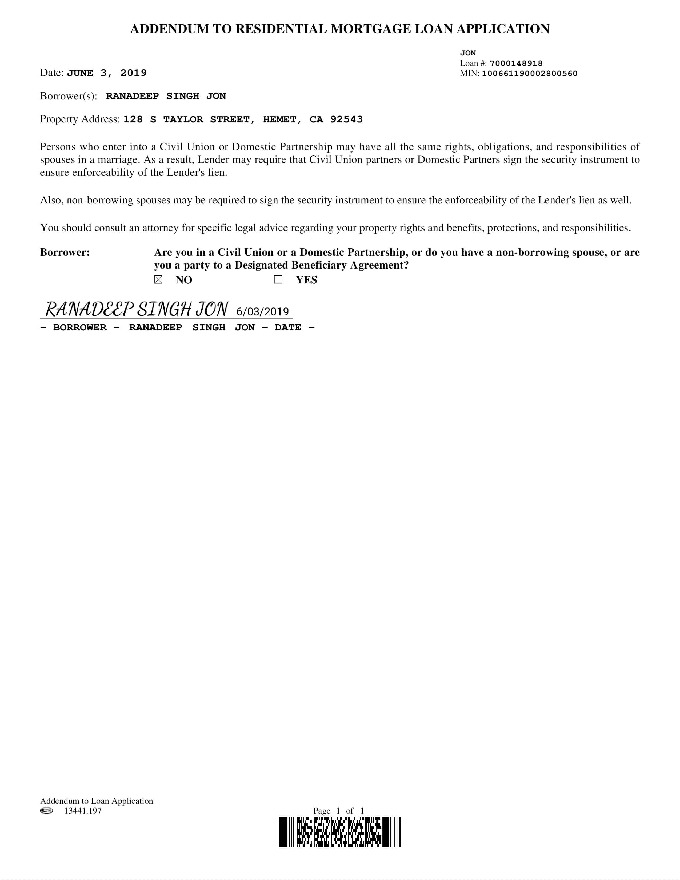 ADDENDUM TO RESIDENTIAL MORTGAGE LOAN APPLICATION
JON
Loan #: 7000148918
MIN: 100661190002800560
Date: JUNE 3, 2019
Borrower(s): RANADEEP SINGH JON
Property Address: 128 S TAYLOR STREET, HEMET, CA 92543
Persons who enter into a Civil Union or Domestic Partnership may have all the same rights, obligations, and responsibilities of
spouses in a marriage. As a result, Lender may require that Civil Union partners or Domestic Partners sign the security instrument to
ensure enforceability of the Lender's lien.
Also, non-borrowing spouses may be required to sign the security instrument to ensure the enforceability of the Lender's lien as well.
You should consult an attorney for specific legal advice regarding your property rights and benefits, protections, and responsibilities.
Borrower: Are you in a Civil Union or a Domestic Partnership, or do you have a non-borrowing spouse, or are
you a party to a Designated Beneficiary Agreement?
☒ NO ☐ YES
RANADEEP SINGH JON 6/03/2019
- BORROWER - RANADEEP SINGH JON - DATE -
Addendum to Loan Application
13441.197
Page 1 of 1